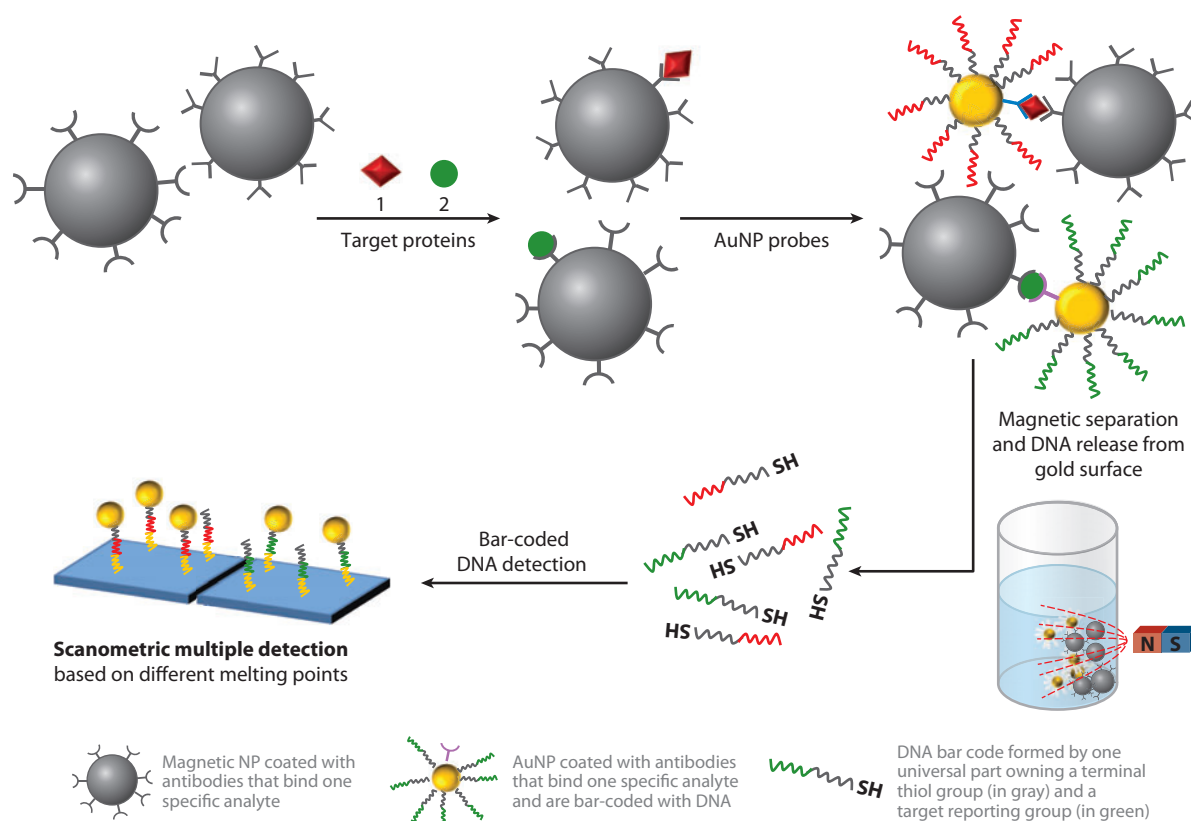 1
2
Target proteins
AuNP probes
Magnetic separation
and DNA release from
gold surface
SH
SH
HS
SH
HS
HS
Bar-coded
DNA detection
N S
Scanometric multiple detection
based on different melting points
Magnetic NP coated with
antibodies that bind one
specific analyte
AuNP coated with antibodies
that bind one specific analyte
and are bar-coded with DNA
SH
DNA bar code formed by one
universal part owning a terminal
thiol group (in gray) and a
target reporting group (in green)